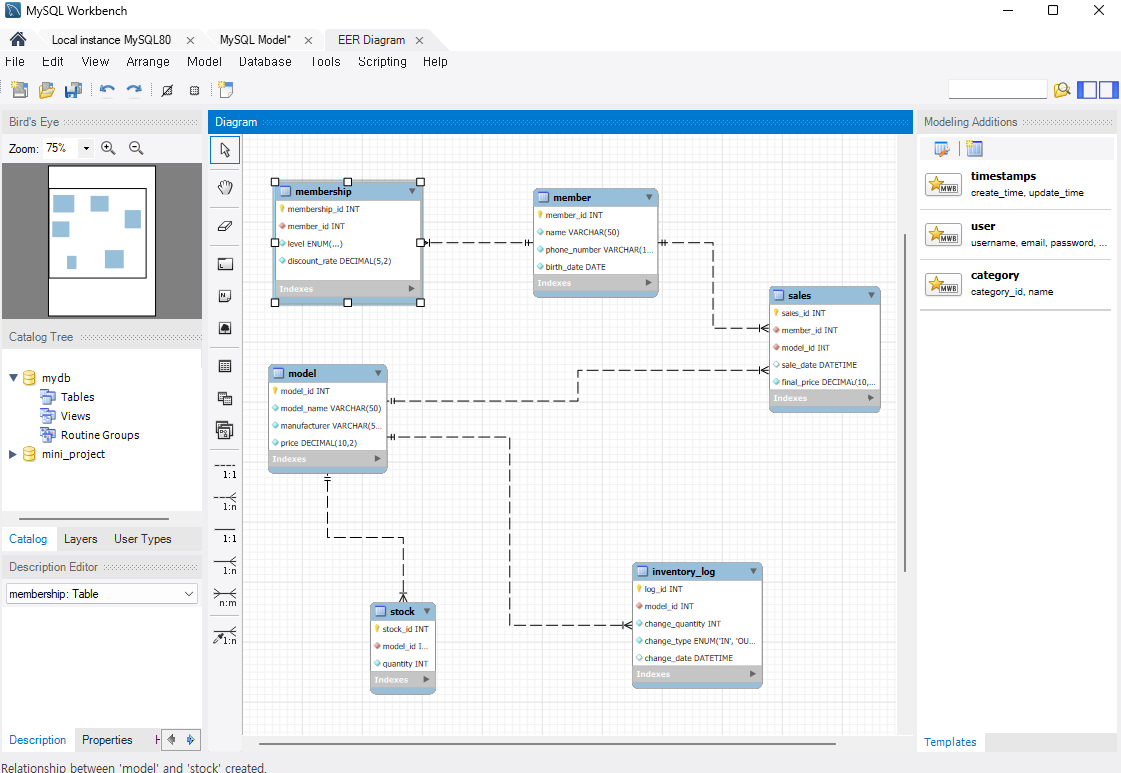 MySQL Workbench
Local instance MySQL80
MySQL Model*
EER Diagram
File Edit View Arrange Model Database Tools Scripting Help
Bird's Eye
Zoom: 75%
Catalog Tree
mydb
Tables
Views
Routine Groups
mini_project
Catalog Layers User Types
Description Editor
membership: Table
Description Properties H
Relationship between 'model' and 'stock' created.
Diagram
1:1
1:n
1:1
1:n
n:m
1:n
membership
membership_id INT
member_id INT
level ENUM(...)
discount_rate DECIMAL(5,2)
Indexes
member
member_id INT
name VARCHAR(50)
phone_number VARCHAR(1...
birth_date DATE
Indexes
sales
sales_id INT
member_id INT
model_id INT
sale_date DATETIME
final_price DECIMAL(10,...
Indexes
model
model_id INT
model_name VARCHAR(50)
manufacturer VARCHAR(5...
price DECIMAL(10,2)
Indexes
stock
stock_id INT
model_id I...
quantity INT
Indexes
inventory_log
log_id INT
model_id INT
change_quantity INT
change_type ENUM('IN', 'OU...
change_date DATETIME
Indexes
Modeling Additions
MWB
timestamps
create_time, update_time
MWB
user
username, email, password, ...
MWB
category
category_id, name
Templates